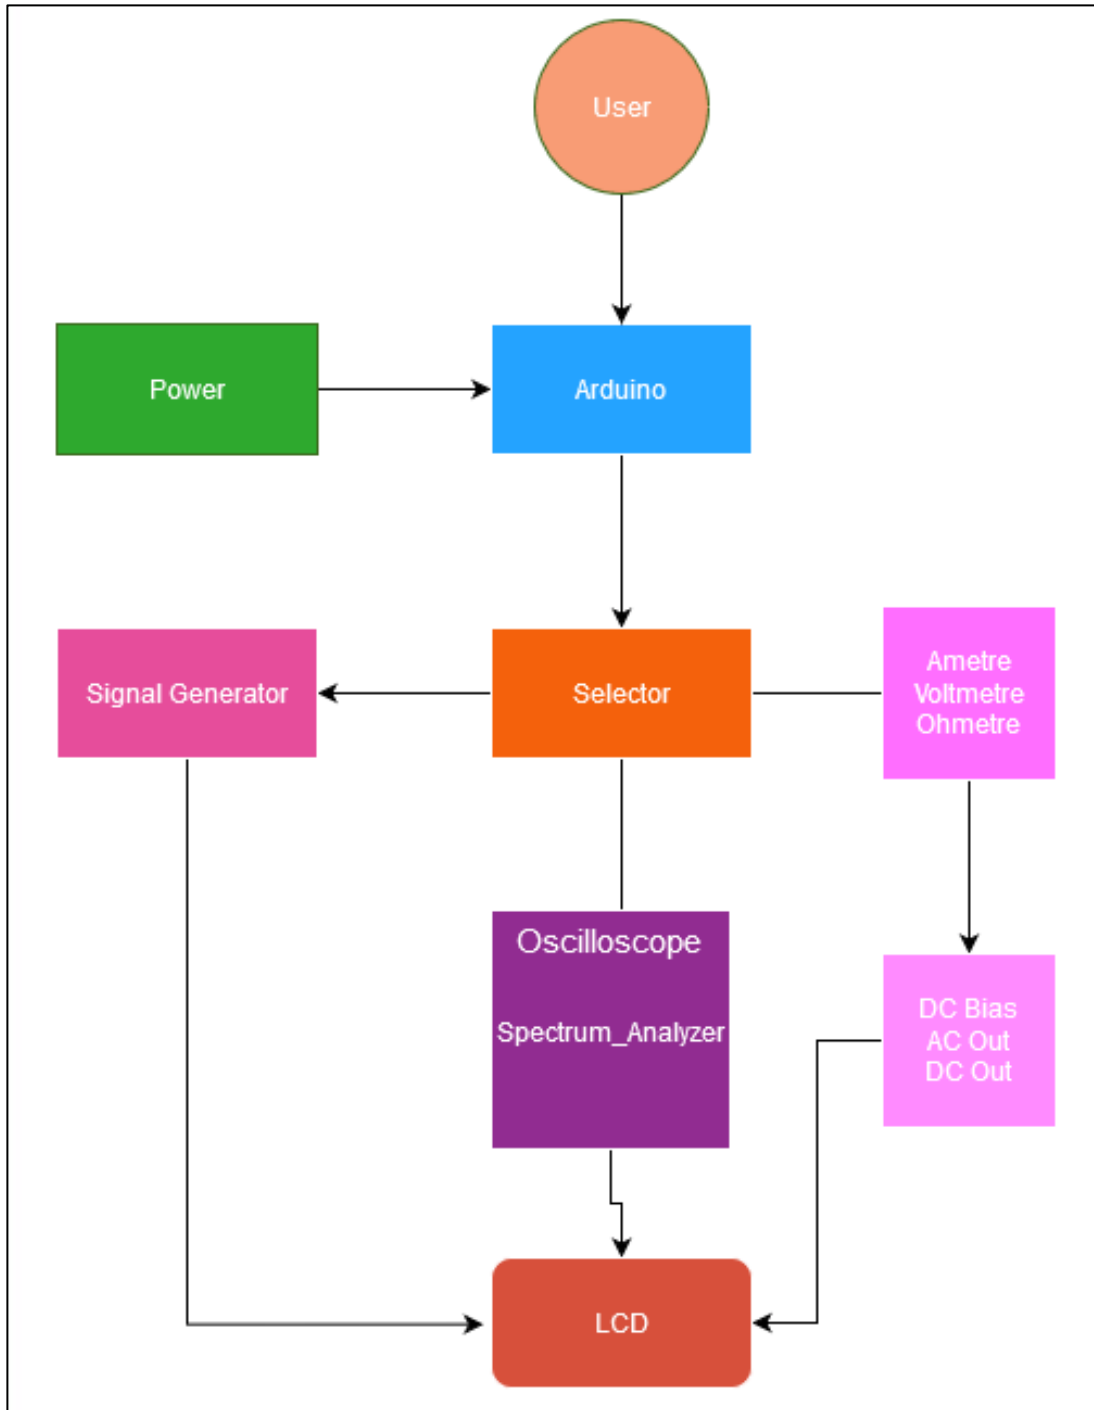 User
Power
Arduino
Signal Generator
Selector
Ametre
Voltmetre
Ohmetre
Oscilloscope
Spectrum_Analyzer
DC Bias
AC Out
DC Out
LCD